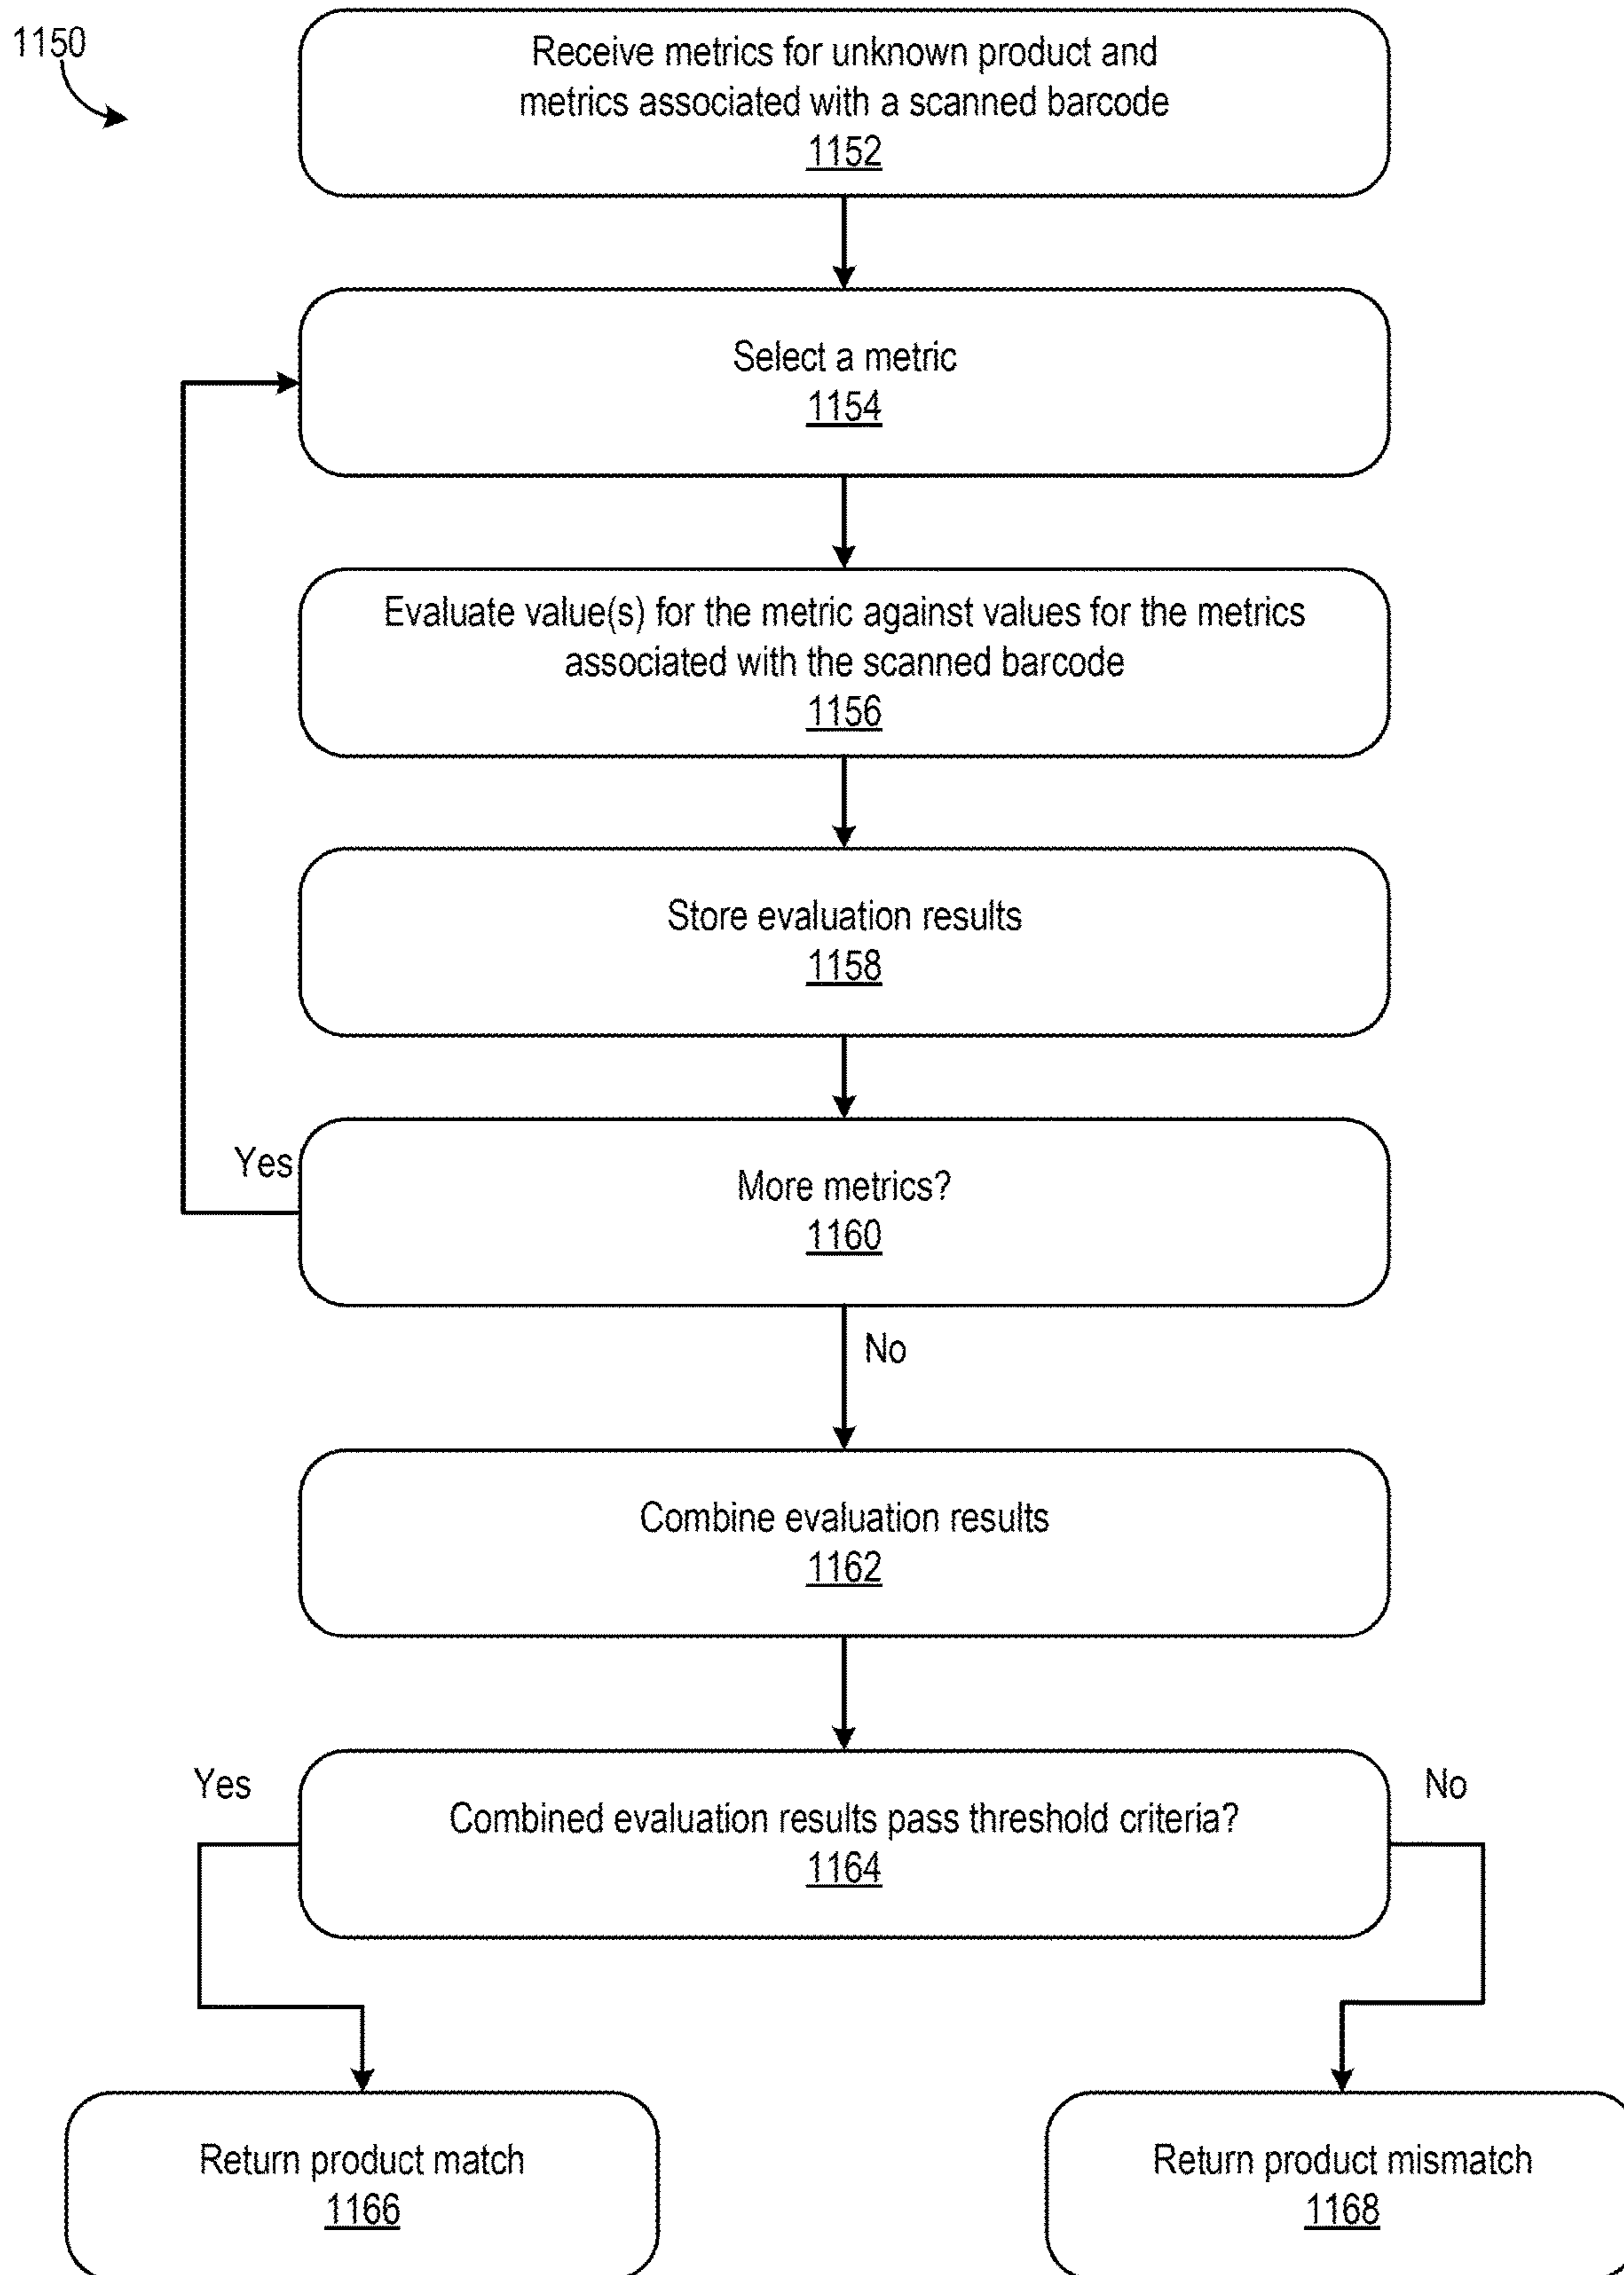 1150
Receive metrics for unknown product and
metrics associated with a scanned barcode
1152
Select a metric
1154
Evaluate value(s) for the metric against values for the metrics
associated with the scanned barcode
1156
Store evaluation results
1158
Yes
More metrics?
1160
No
Combine evaluation results
1162
Yes
No
Combined evaluation results pass threshold criteria?
1164
Return product match
1166
Return product mismatch
1168